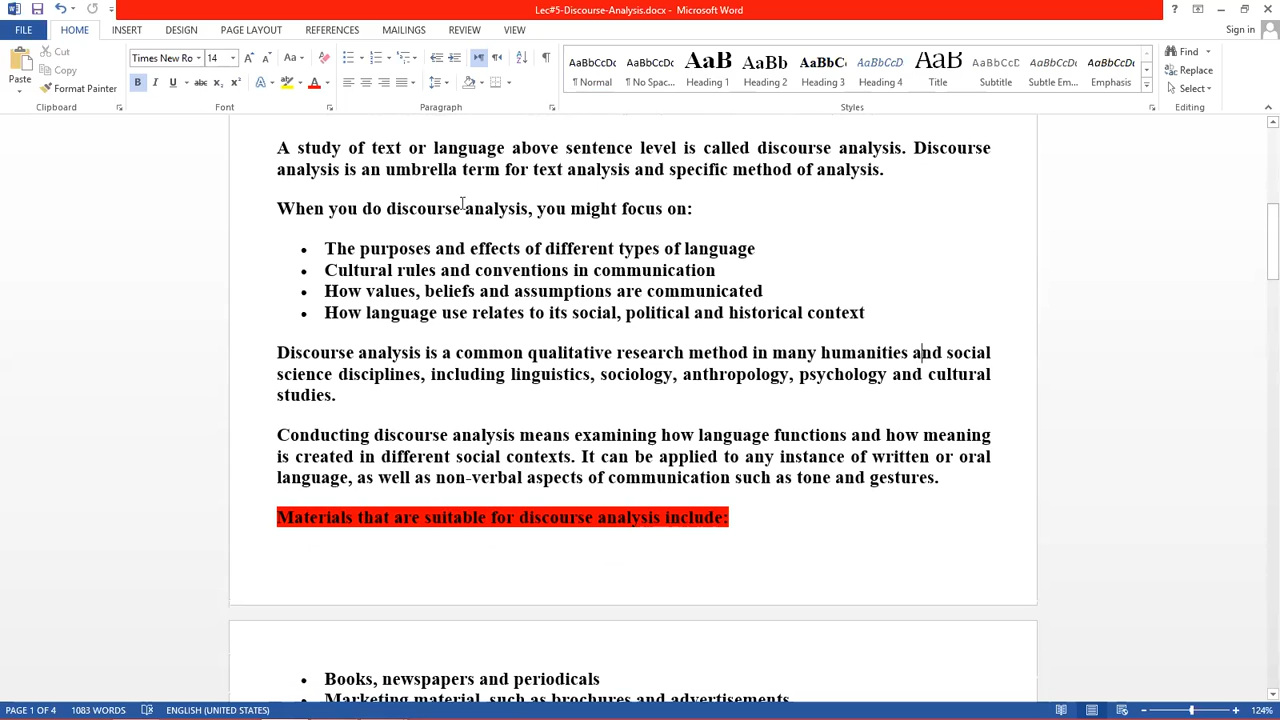 Lec#5-Discourse-Analysis.docx - Microsoft Word
FILE HOME INSERT DESIGN PAGE LAYOUT REFERENCES MAILINGS REVIEW VIEW Sign in
Paste Cut Copy Format Painter
Times New Ro 14
AaBbCcDc AaBbCcDc AaB AaBb AaBbC AaBbCcD AaB AaBbCcDc AaBbCcDc AaBbCcDc
¶ Normal ¶ No Spac... Heading 1 Heading 2 Heading 3 Heading 4 Title Subtitle Subtle Em... Emphasis
Find Replace Select
Clipboard Font Paragraph Styles Editing
A study of text or language above sentence level is called discourse analysis. Discourse
analysis is an umbrella term for text analysis and specific method of analysis.
When you do discourse analysis, you might focus on:
• The purposes and effects of different types of language
• Cultural rules and conventions in communication
• How values, beliefs and assumptions are communicated
• How language use relates to its social, political and historical context
Discourse analysis is a common qualitative research method in many humanities and social
science disciplines, including linguistics, sociology, anthropology, psychology and cultural
studies.
Conducting discourse analysis means examining how language functions and how meaning
is created in different social contexts. It can be applied to any instance of written or oral
language, as well as non-verbal aspects of communication such as tone and gestures.
Materials that are suitable for discourse analysis include:
• Books, newspapers and periodicals
• Marketing material, such as brochures and advertisements
PAGE 1 OF 4 1083 WORDS ENGLISH (UNITED STATES) 124%